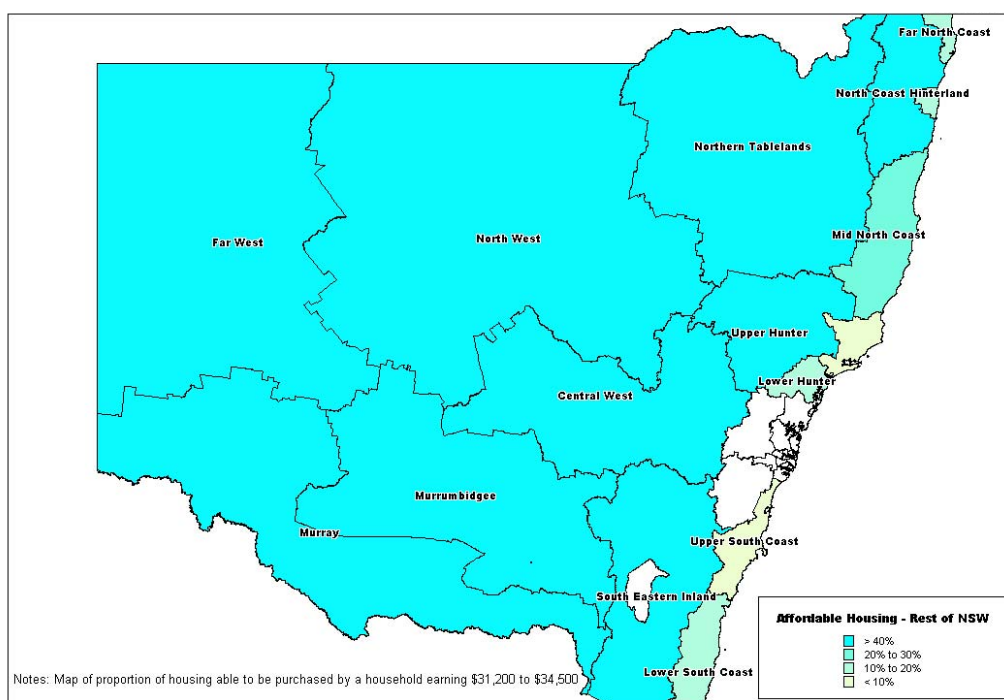 Far North Coast
North Coast Hinterland
Northern Tablelands
Mid North Coast
Far West
North West
Upper Hunter
Lower Hunter
Central West
Murrumbidgee
Murray
Upper South Coast
South Eastern Inland
Lower South Coast
Affordable Housing - Rest of NSW
> 40%
20% to 30%
10% to 20%
< 10%
Notes: Map of proportion of housing able to be purchased by a household earning $31,200 to $34,500